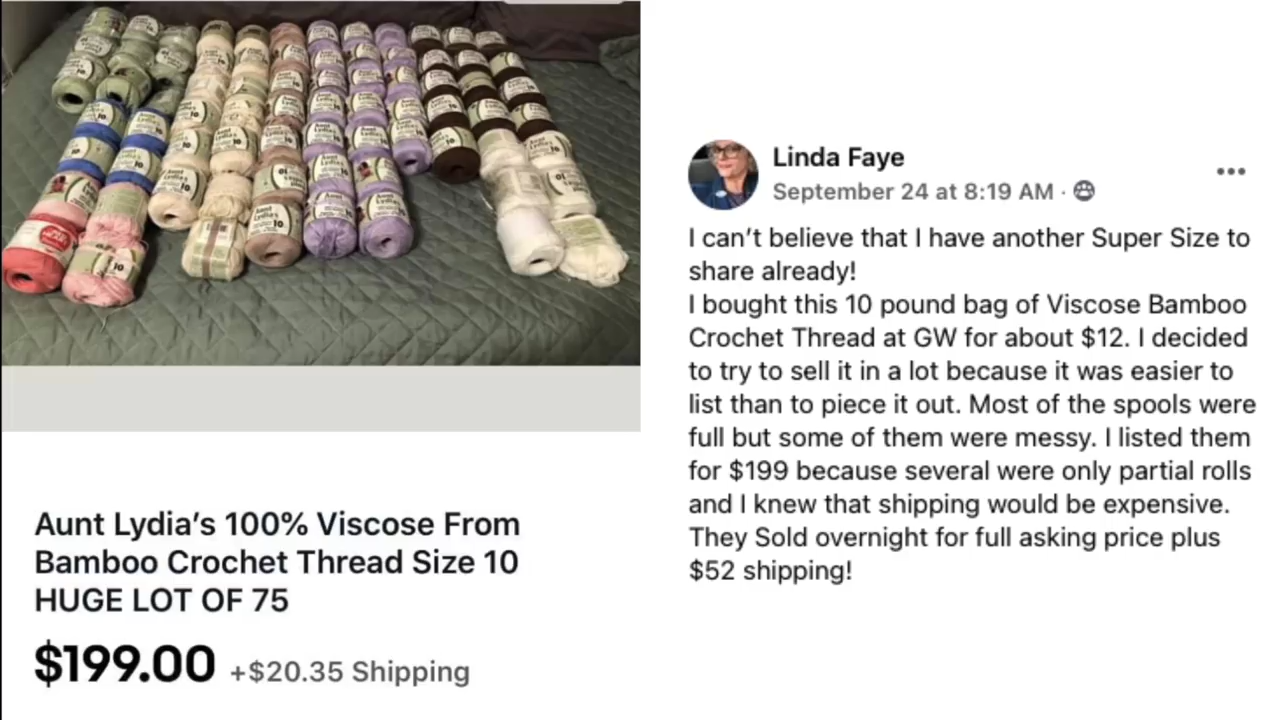 Aunt Lydia's 100% Viscose From
Bamboo Crochet Thread Size 10
HUGE LOT OF 75
$199.00 +$20.35 Shipping
Linda Faye
September 24 at 8:19 AM ·
I can't believe that I have another Super Size to
share already!
I bought this 10 pound bag of Viscose Bamboo
Crochet Thread at GW for about $12. I decided
to try to sell it in a lot because it was easier to
list than to piece it out. Most of the spools were
full but some of them were messy. I listed them
for $199 because several were only partial rolls
and I knew that shipping would be expensive.
They Sold overnight for full asking price plus
$52 shipping!